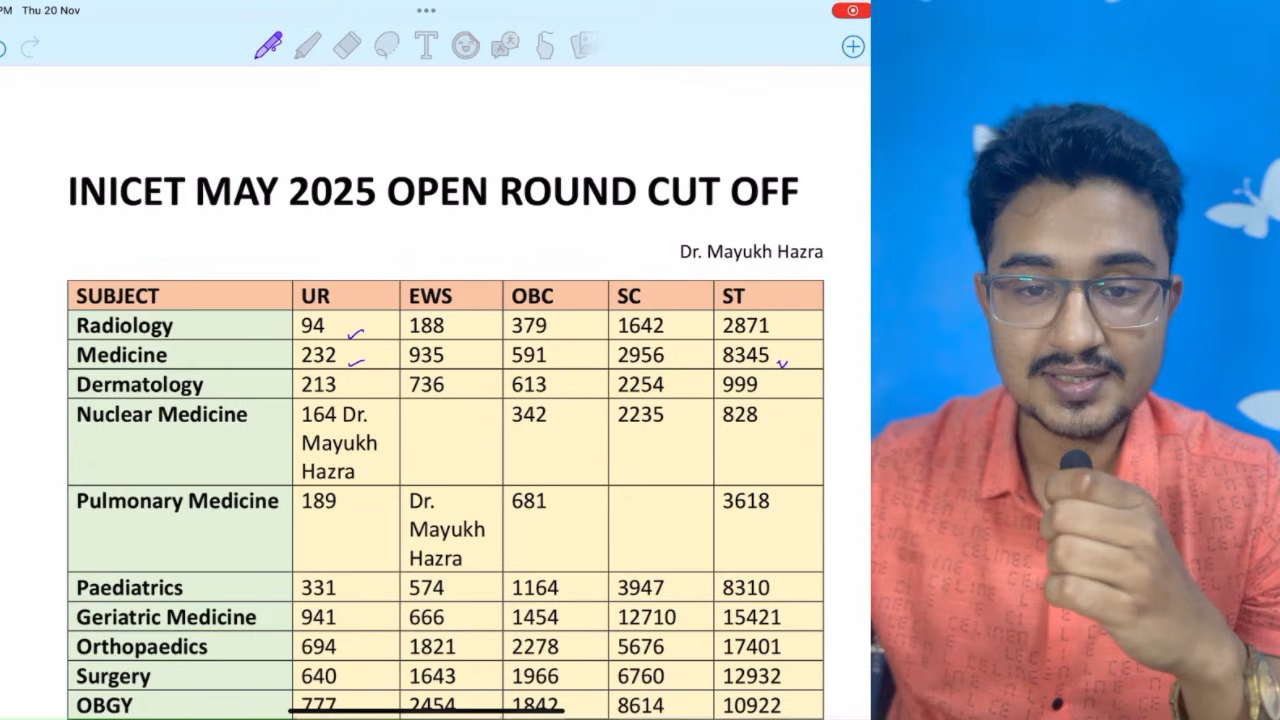 PM Thu 20 Nov
INICET MAY 2025 OPEN ROUND CUT OFF
Dr. Mayukh Hazra
SUBJECT UR EWS OBC SC ST
Radiology 94 188 379 1642 2871
Medicine 232 935 591 2956 8345
Dermatology 213 736 613 2254 999
Nuclear Medicine 164 Dr. 342 2235 828
Mayukh
Hazra
Pulmonary Medicine 189 Dr. 681 3618
Mayukh
Hazra
Paediatrics 331 574 1164 3947 8310
Geriatric Medicine 941 666 1454 12710 15421
Orthopaedics 694 1821 2278 5676 17401
Surgery 640 1643 1966 6760 12932
OBGY 777 2454 1842 8614 10922